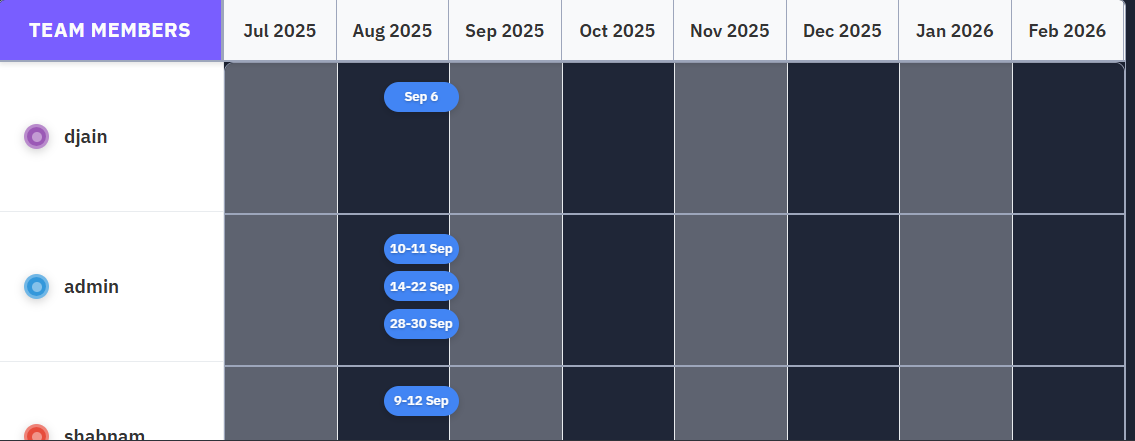 TEAM MEMBERS Jul 2025 Aug 2025 Sep 2025 Oct 2025 Nov 2025 Dec 2025 Jan 2026 Feb 2026
Sep 6
djain
10-11 Sep
admin
14-22 Sep
28-30 Sep
9-12 Sep
shabnam